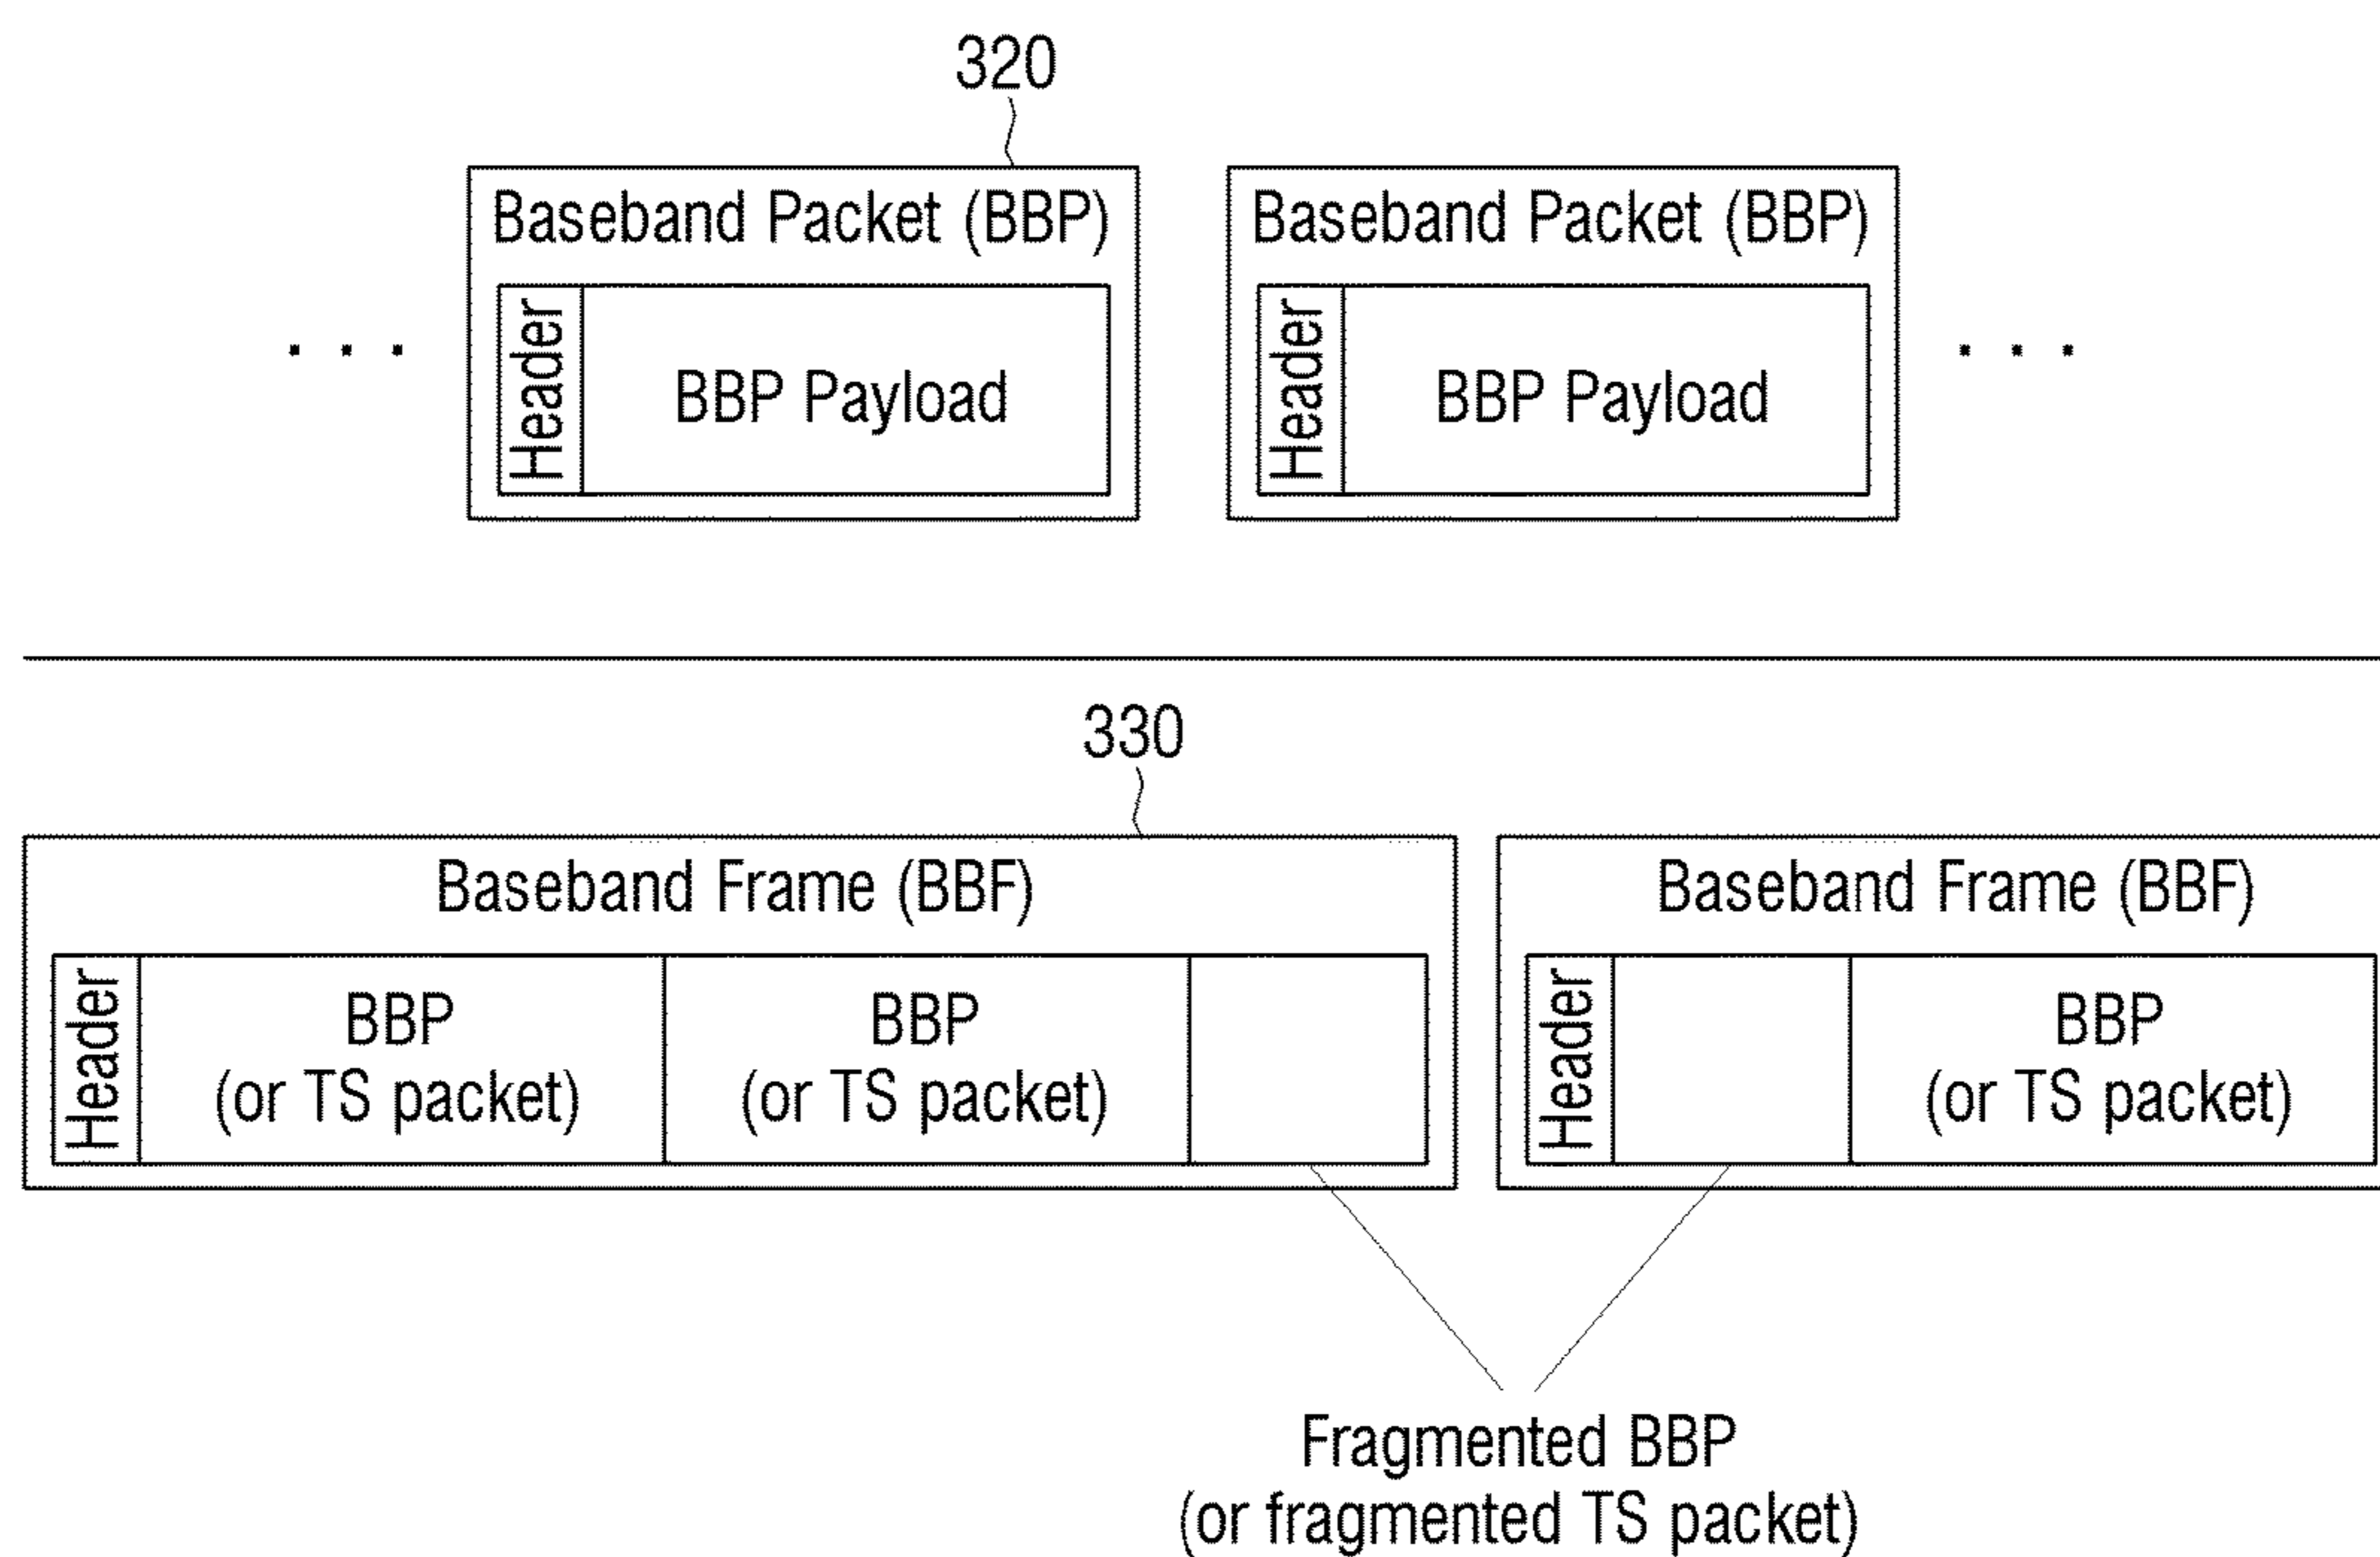 320
Baseband Packet (BBP)
Header
BBP Payload
Baseband Packet (BBP)
Header
BBP Payload
. . .
. . .
330
Baseband Frame (BBF)
Header
BBP
(or TS packet)
BBP
(or TS packet)
Baseband Frame (BBF)
Header
BBP
(or TS packet)
Fragmented BBP
(or fragmented TS packet)